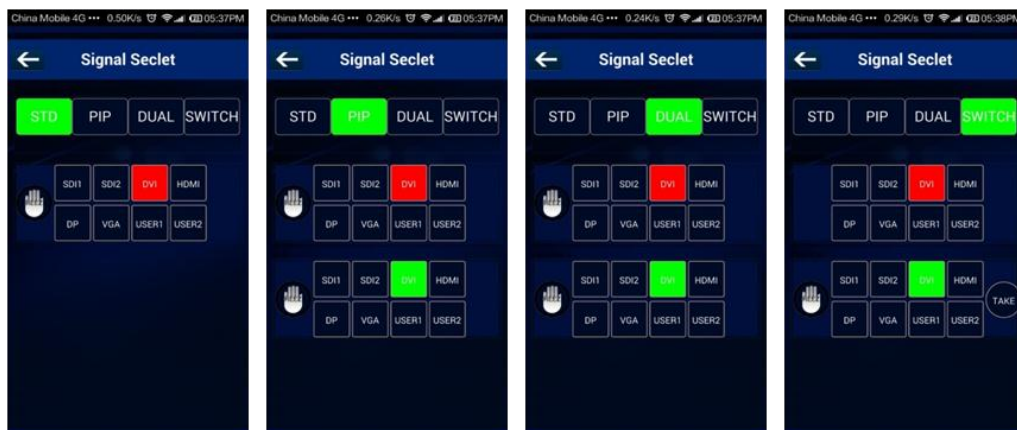 China Mobile 4G ••• 0.50K/s 05:37PM
Signal Seclet
STD PIP DUAL SWITCH
SDI1 SDI2 DVI HDMI
DP VGA USER1 USER2
China Mobile 4G ••• 0.26K/s 05:37PM
Signal Seclet
STD PIP DUAL SWITCH
SDI1 SDI2 DVI HDMI
DP VGA USER1 USER2
SDI1 SDI2 DVI HDMI
DP VGA USER1 USER2
China Mobile 4G ••• 0.24K/s 05:37PM
Signal Seclet
STD PIP DUAL SWITCH
SDI1 SDI2 DVI HDMI
DP VGA USER1 USER2
SDI1 SDI2 DVI HDMI
DP VGA USER1 USER2
China Mobile 4G ••• 0.29K/s 05:38PM
Signal Seclet
STD PIP DUAL SWITCH
SDI1 SDI2 DVI HDMI
DP VGA USER1 USER2
SDI1 SDI2 DVI HDMI
TAKE
DP VGA USER1 USER2